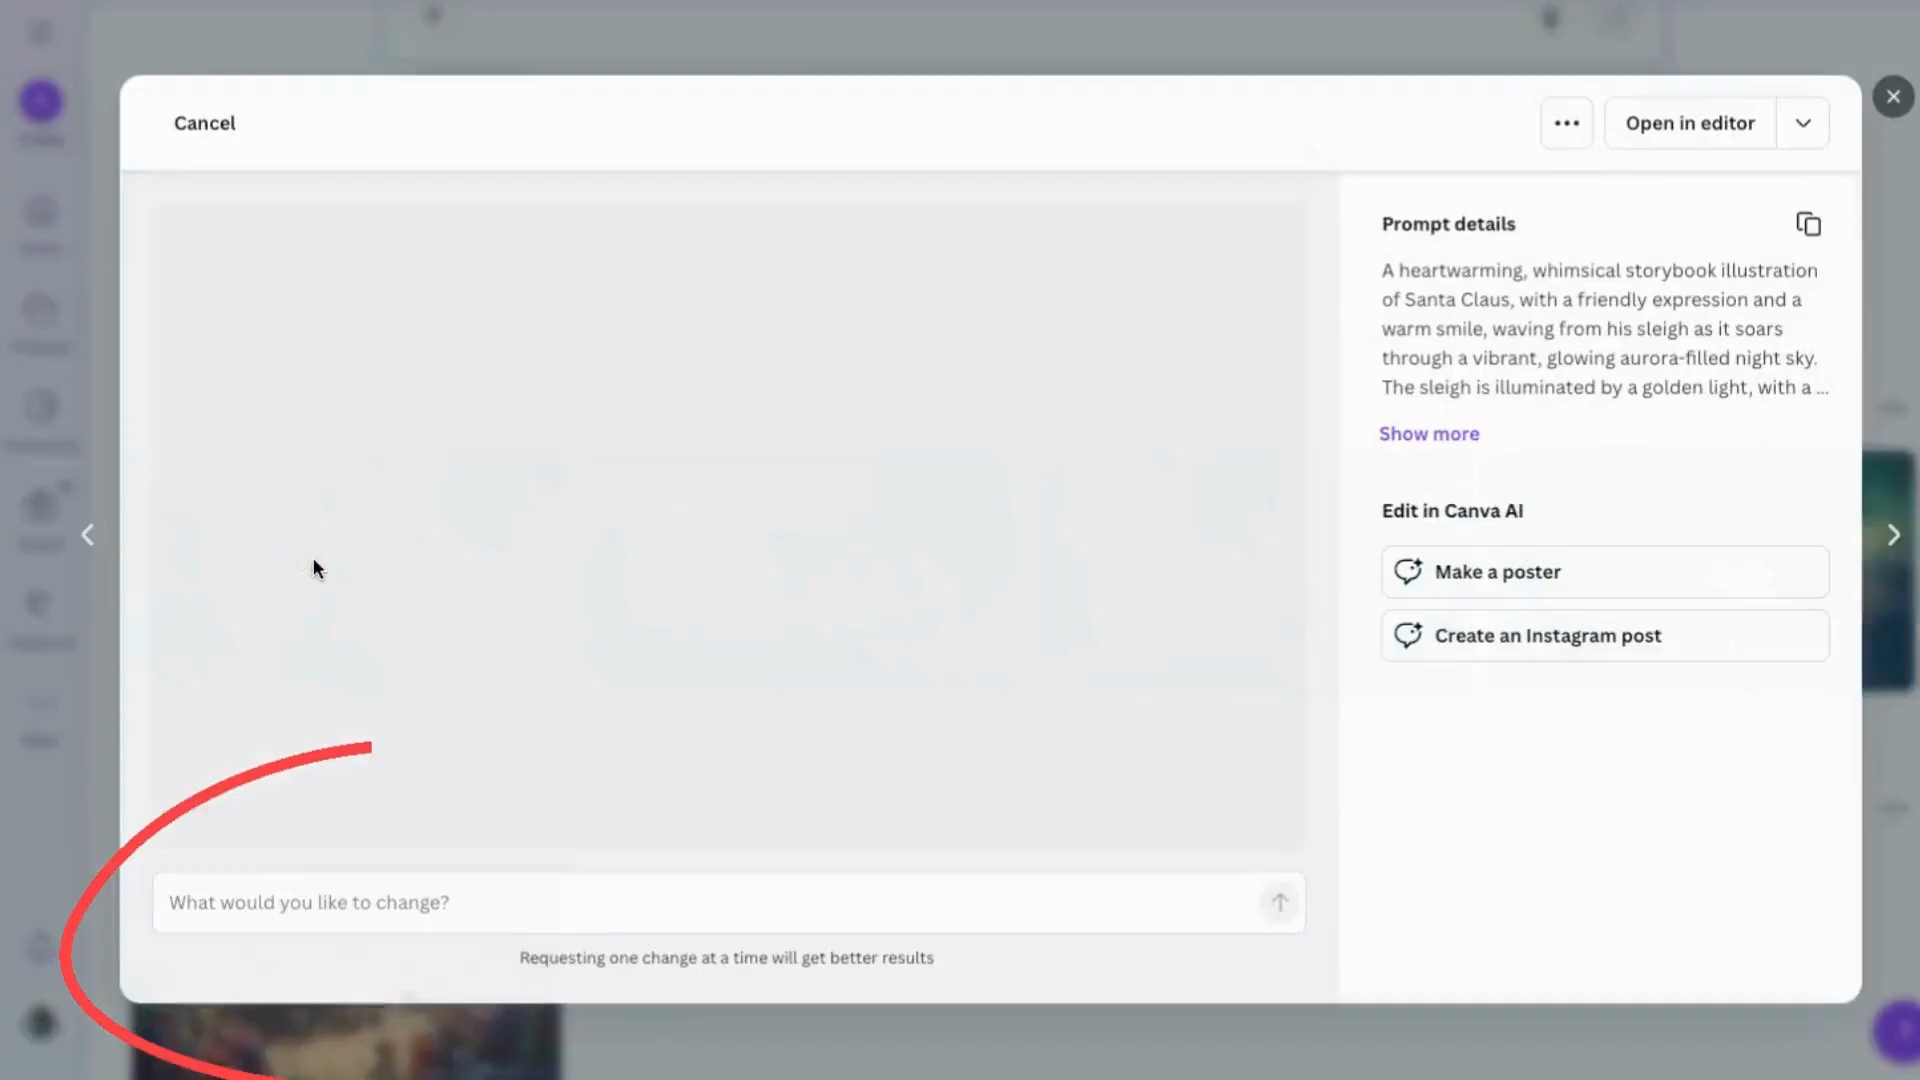 Cancel
Open in editor
Prompt details
A heartwarming, whimsical storybook illustration
of Santa Claus, with a friendly expression and a
warm smile, waving from his sleigh as it soars
through a vibrant, glowing aurora-filled night sky.
The sleigh is illuminated by a golden light, with a ...
Show more
Edit in Canva AI
Make a poster
Create an Instagram post
What would you like to change?
Requesting one change at a time will get better results